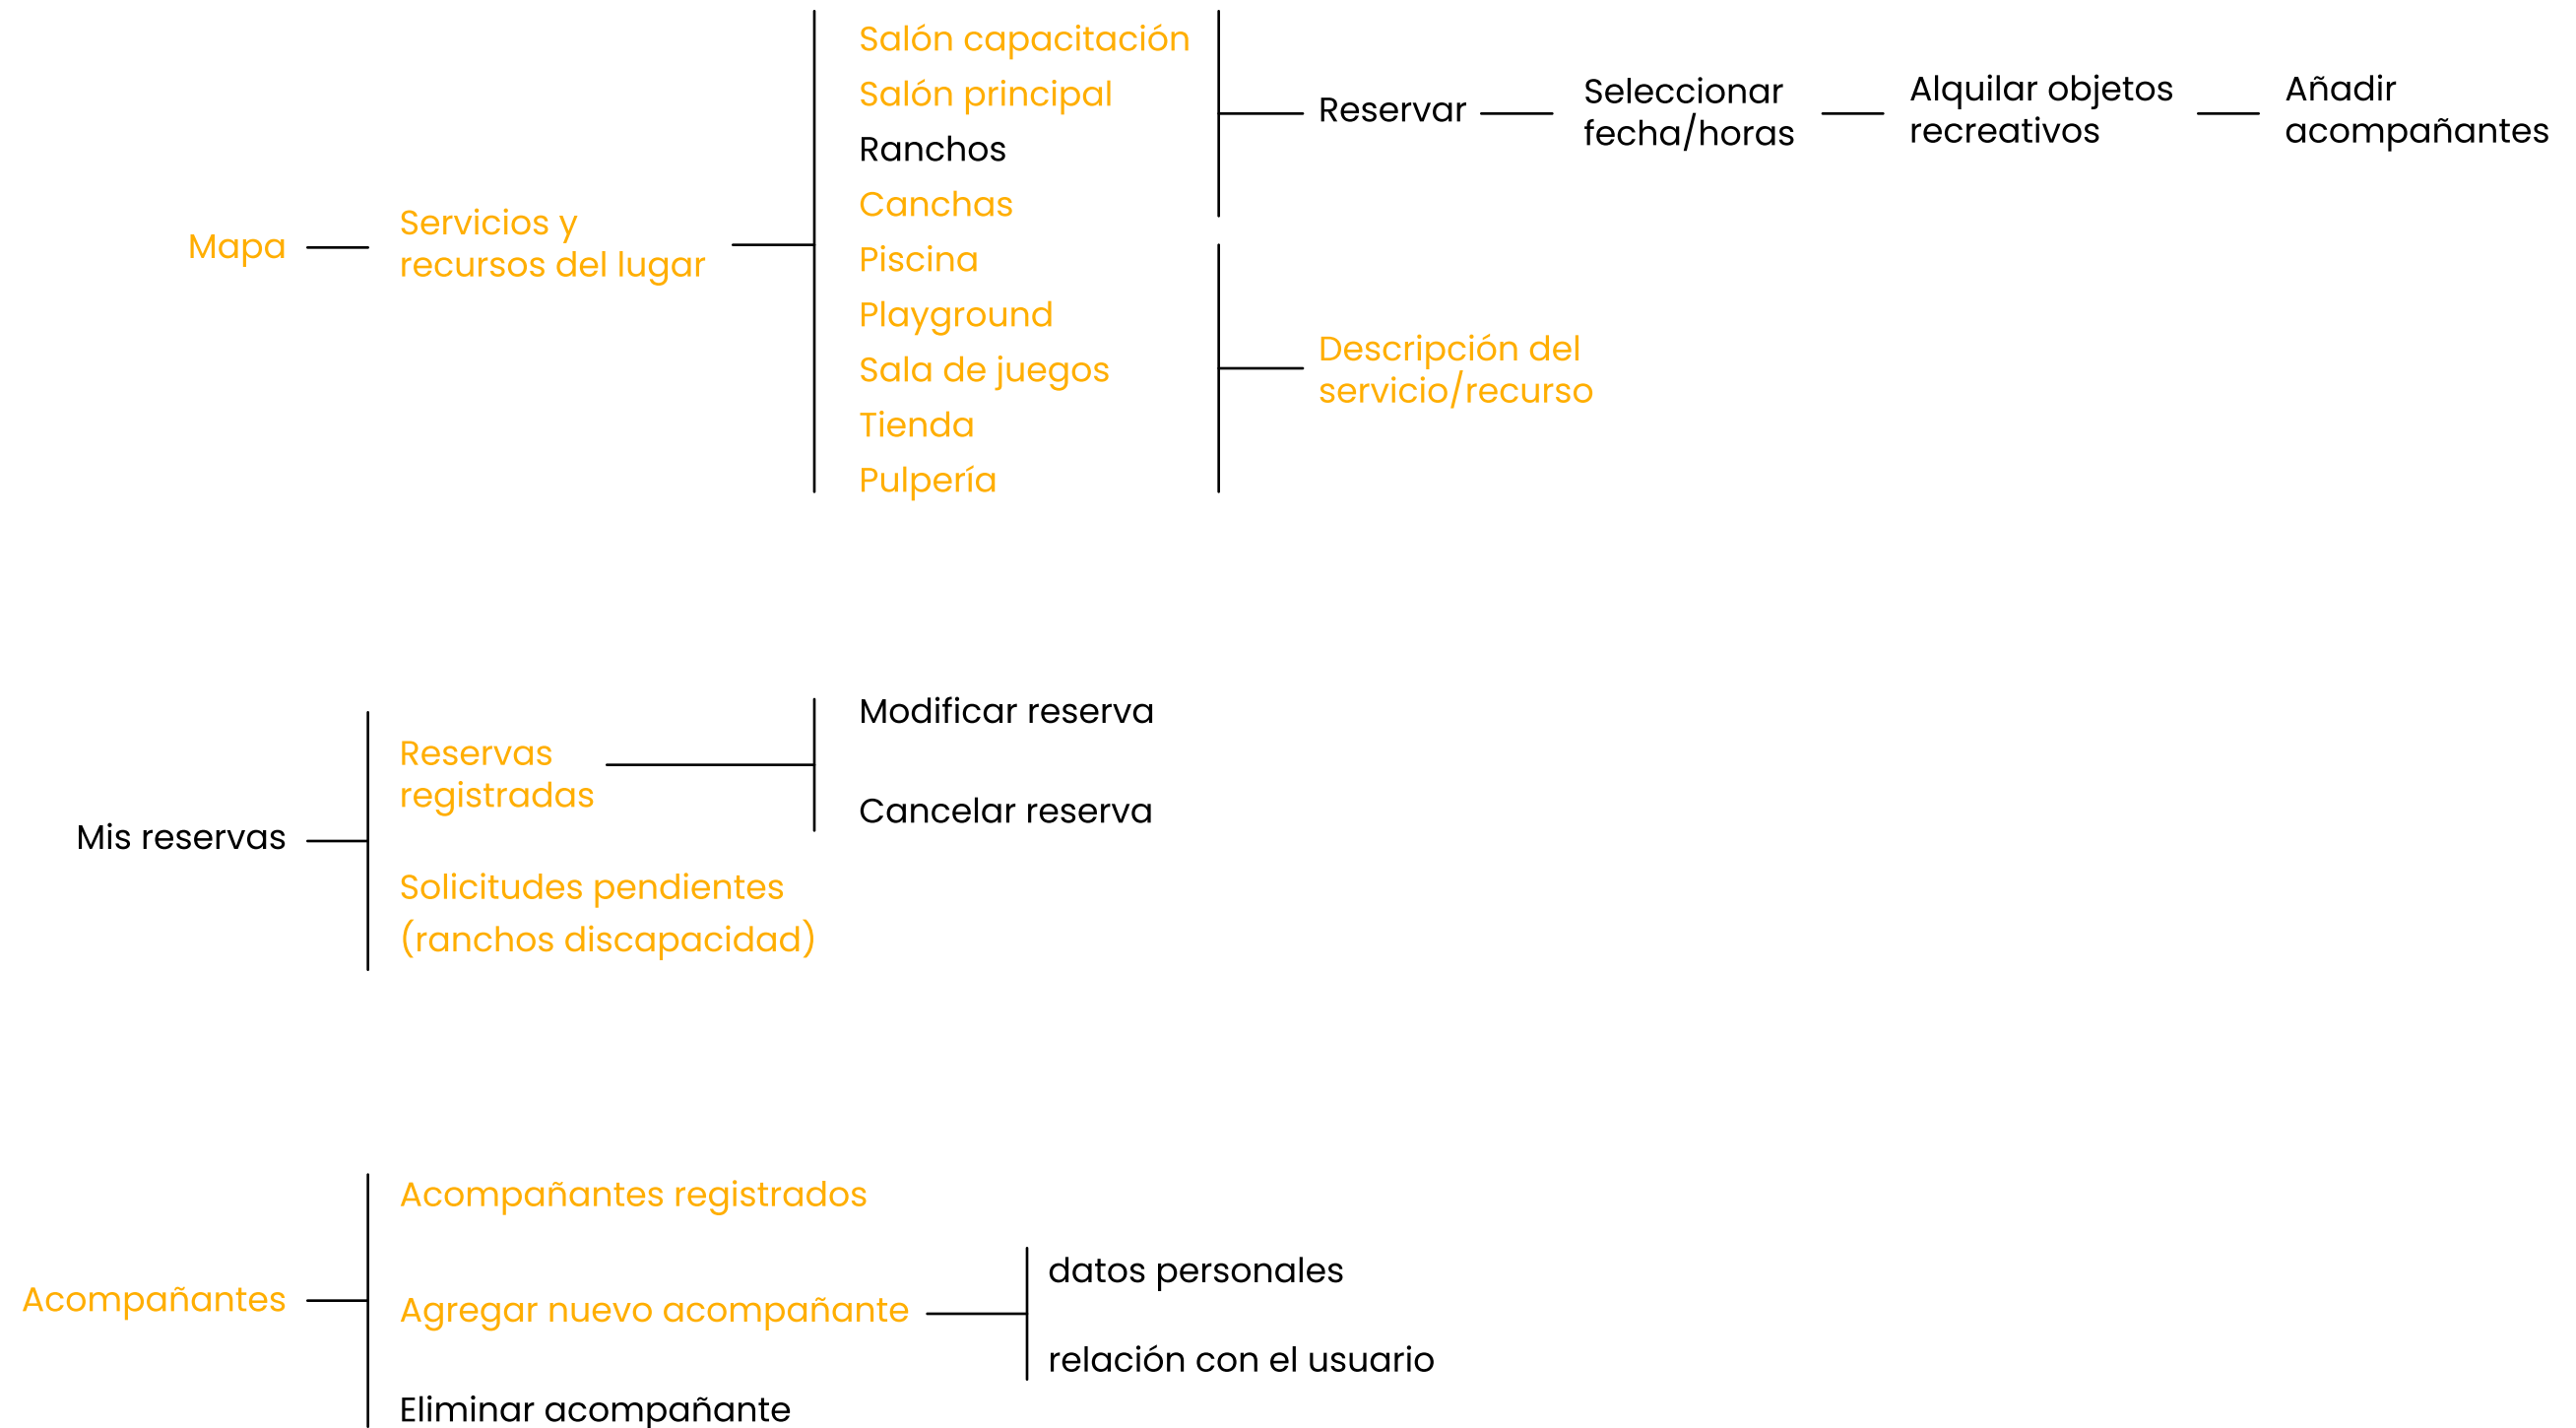 Mapa
Servicios y
recursos del lugar
Salón capacitación
Salón principal
Ranchos
Canchas
Piscina
Playground
Sala de juegos
Tienda
Pulpería
Reservar
Seleccionar
fecha/horas
Alquilar objetos
recreativos
Añadir
acompañantes
Descripción del
servicio/recurso
Mis reservas
Reservas
registradas
Modificar reserva
Cancelar reserva
Solicitudes pendientes
(ranchos discapacidad)
Acompañantes
Acompañantes registrados
Agregar nuevo acompañante
datos personales
relación con el usuario
Eliminar acompañante